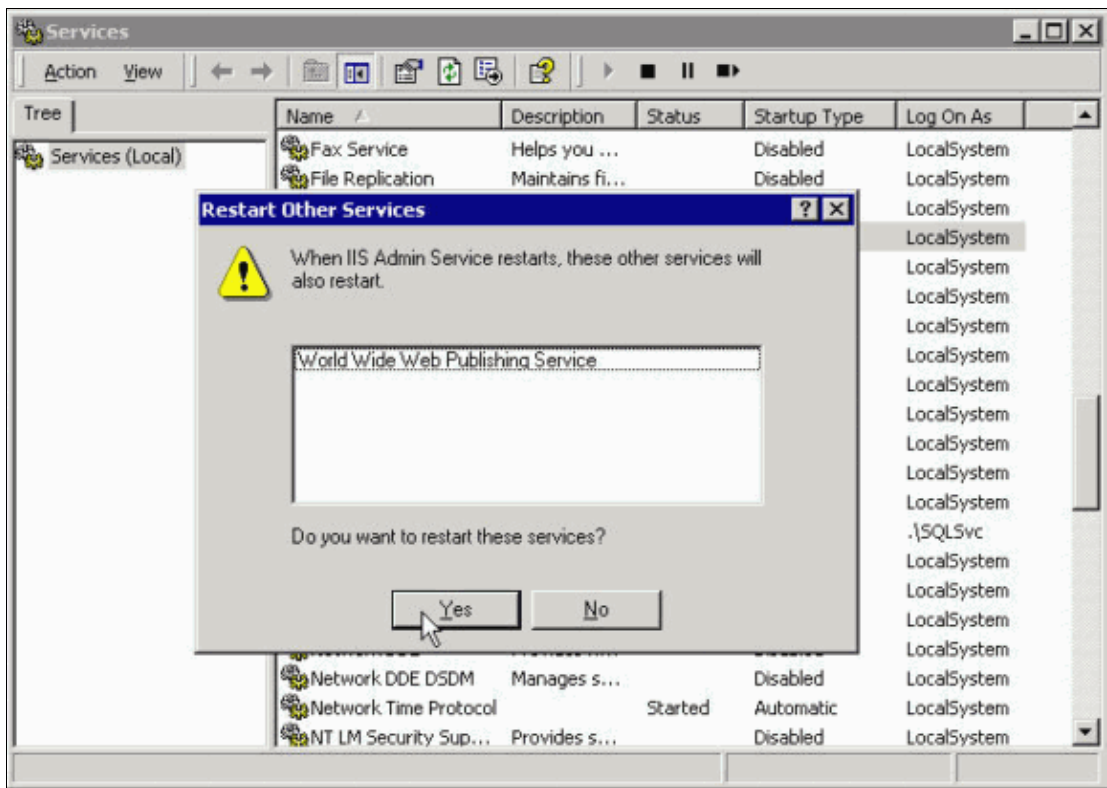 Services
Action View
Tree
Name Description Status Startup Type Log On As
Services (Local)
Fax Service Helps you ... Disabled LocalSystem
File Replication Maintains fi... Disabled LocalSystem
Restart Other Services
LocalSystem
LocalSystem
When IIS Admin Service restarts, these other services will
also restart.
LocalSystem
LocalSystem
LocalSystem
World Wide Web Publishing Service
LocalSystem
LocalSystem
LocalSystem
LocalSystem
LocalSystem
LocalSystem
Do you want to restart these services?
.\SQLSvc
LocalSystem
LocalSystem
Yes No
LocalSystem
LocalSystem
Network DDE DSDM Manages s... Disabled LocalSystem
Network Time Protocol Started Automatic LocalSystem
NT LM Security Sup... Provides s... Disabled LocalSystem